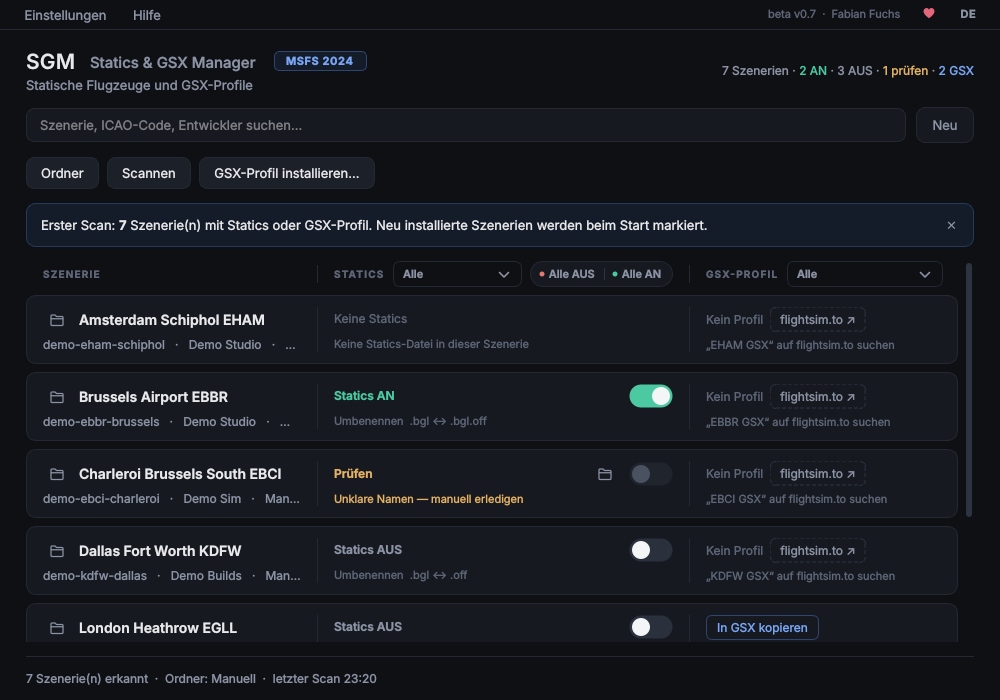 Einstellungen Hilfe beta v0.7 · Fabian Fuchs DE
SGM Statics & GSX Manager MSFS 2024
Statische Flugzeuge und GSX-Profile
7 Szenerien · 2 AN · 3 AUS · 1 prüfen · 2 GSX
Szenerie, ICAO-Code, Entwickler suchen... Neu
Ordner Scannen GSX-Profil installieren...
Erster Scan: 7 Szenerie(n) mit Statics oder GSX-Profil. Neu installierte Szenerien werden beim Start markiert. ×
SZENERIE STATICS Alle • Alle AUS • Alle AN GSX-PROFIL Alle
Amsterdam Schiphol EHAM Keine Statics Kein Profil flightsim.to ↗
demo-eham-schiphol · Demo Studio · ... Keine Statics-Datei in dieser Szenerie „EHAM GSX“ auf flightsim.to suchen
Brussels Airport EBBR Statics AN Kein Profil flightsim.to ↗
demo-ebbr-brussels · Demo Studio · ... Umbenennen .bgl ↔ .bgl.off „EBBR GSX“ auf flightsim.to suchen
Charleroi Brussels South EBCI Prüfen Kein Profil flightsim.to ↗
demo-ebci-charleroi · Demo Sim · Man... Unklare Namen — manuell erledigen „EBCI GSX“ auf flightsim.to suchen
Dallas Fort Worth KDFW Statics AUS Kein Profil flightsim.to ↗
demo-kdfw-dallas · Demo Builds · Man... Umbenennen .bgl ↔ .off „KDFW GSX“ auf flightsim.to suchen
London Heathrow EGLL Statics AUS In GSX kopieren
7 Szenerie(n) erkannt · Ordner: Manuell · letzter Scan 23:20